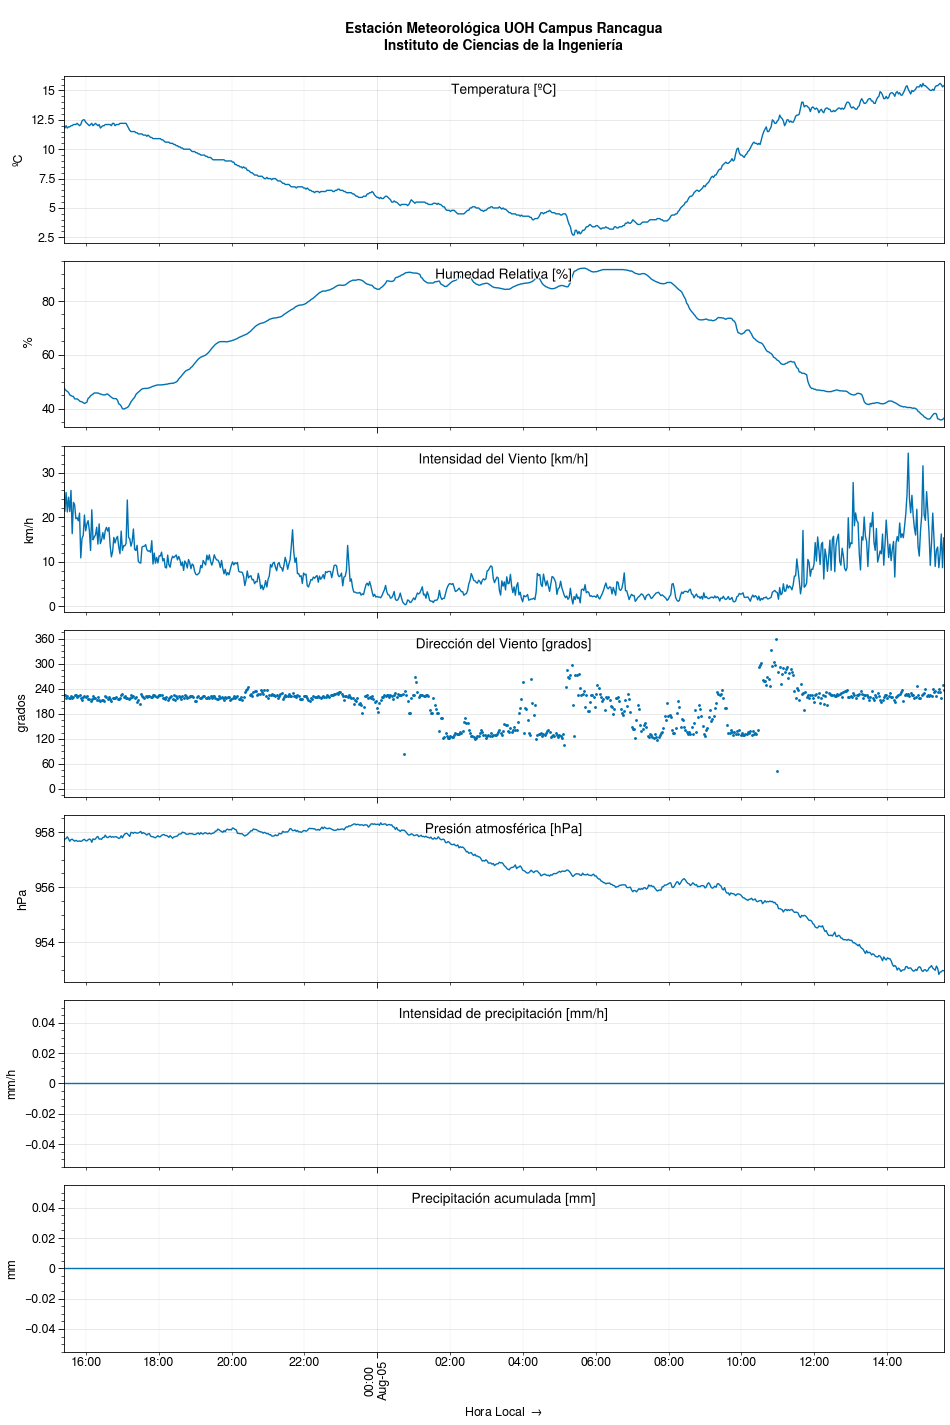 Estación Meteorológica UOH Campus Rancagua
Instituto de Ciencias de la Ingeniería
Temperatura [ºC]
ºC
15
12.5
10
7.5
5
2.5
Humedad Relativa [%]
%
80
60
40
Intensidad del Viento [km/h]
km/h
30
20
10
0
Dirección del Viento [grados]
grados
360
300
240
180
120
60
0
Presión atmosférica [hPa]
hPa
958
956
954
Intensidad de precipitación [mm/h]
mm/h
0.04
0.02
0
−0.02
−0.04
Precipitación acumulada [mm]
mm
0.04
0.02
0
−0.02
−0.04
16:00 18:00 20:00 22:00 00:00 02:00 04:00 06:00 08:00 10:00 12:00 14:00
Aug-05
Hora Local →